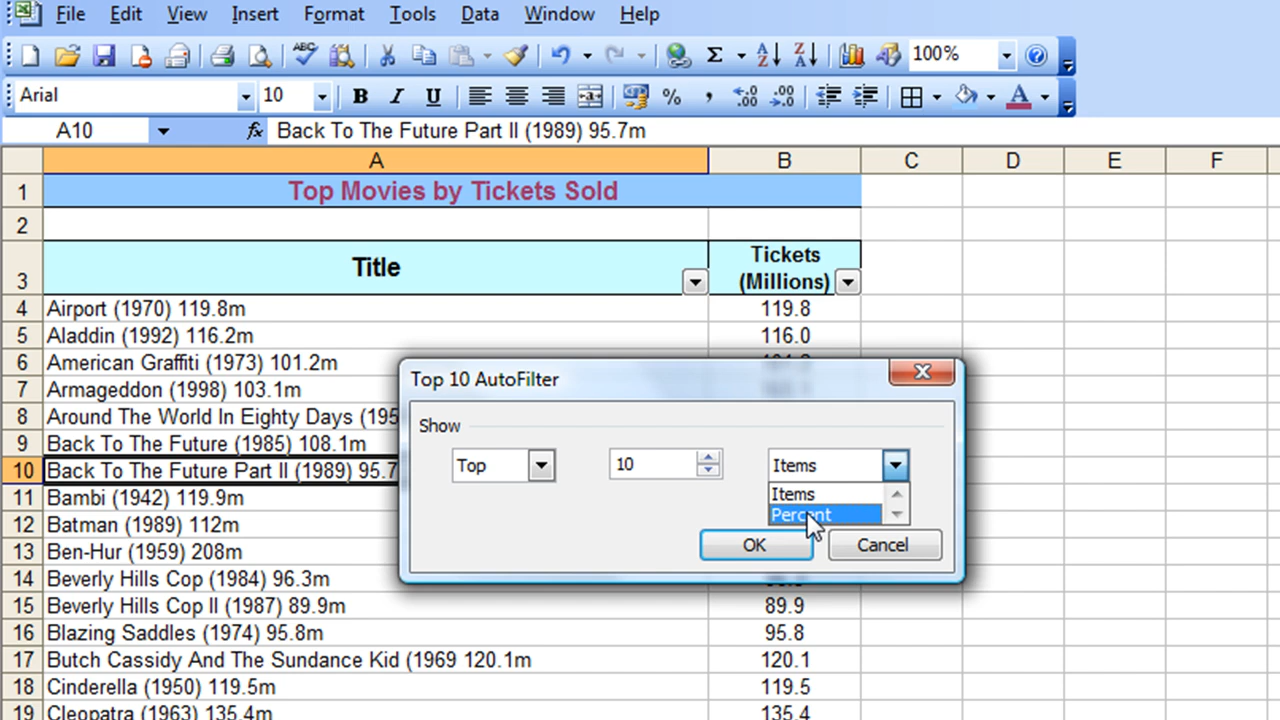 File Edit View Insert Format Tools Data Window Help
ABC Σ A Z Z A 100%
Arial 10 B I U % , .00 .00 A
A10 fx Back To The Future Part II (1989) 95.7m
A B C D E F
1 Top Movies by Tickets Sold
2
3 Title Tickets (Millions)
4 Airport (1970) 119.8m 119.8
5 Aladdin (1992) 116.2m 116.0
6 American Graffiti (1973) 101.2m
7 Armageddon (1998) 103.1m
8 Around The World In Eighty Days (195
9 Back To The Future (1985) 108.1m
10 Back To The Future Part II (1989) 95.7
11 Bambi (1942) 119.9m
12 Batman (1989) 112m
13 Ben-Hur (1959) 208m
14 Beverly Hills Cop (1984) 96.3m
15 Beverly Hills Cop II (1987) 89.9m 89.9
16 Blazing Saddles (1974) 95.8m 95.8
17 Butch Cassidy And The Sundance Kid (1969 120.1m 120.1
18 Cinderella (1950) 119.5m 119.5
19 Cleopatra (1963) 135.4m 135.4
Top 10 AutoFilter
Show
Top 10 Items
Items
Percent
OK Cancel